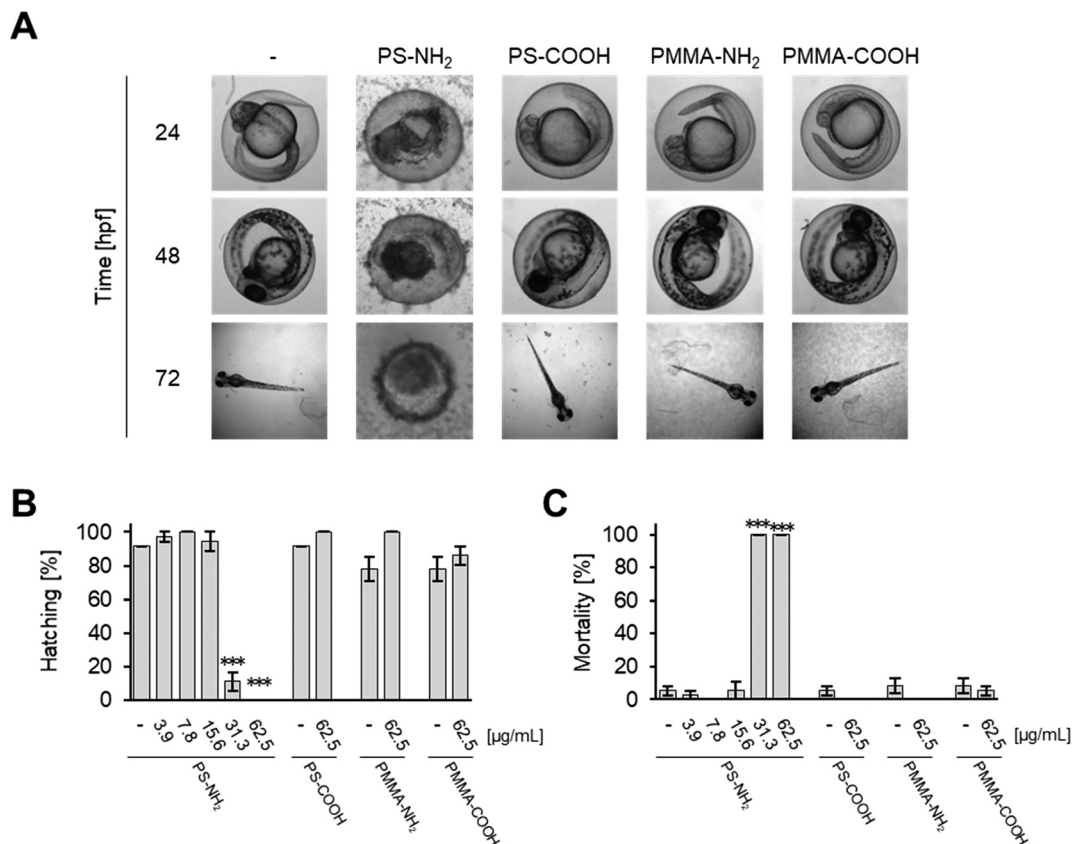 A
- PS-NH₂ PS-COOH PMMA-NH₂ PMMA-COOH
Time [hpf]
24
48
72
B
Hatching [%]
100
80
60
40
20
0
*** ***
- 3.9 7.8 15.6 31.3 62.5 - 62.5 - 62.5 - 62.5 [µg/mL]
PS-NH₂ PS-COOH PMMA-NH₂ PMMA-COOH
C
Mortality [%]
100
80
60
40
20
0
*** ***
- 3.9 7.8 15.6 31.3 62.5 - 62.5 - 62.5 - 62.5 [µg/mL]
PS-NH₂ PS-COOH PMMA-NH₂ PMMA-COOH